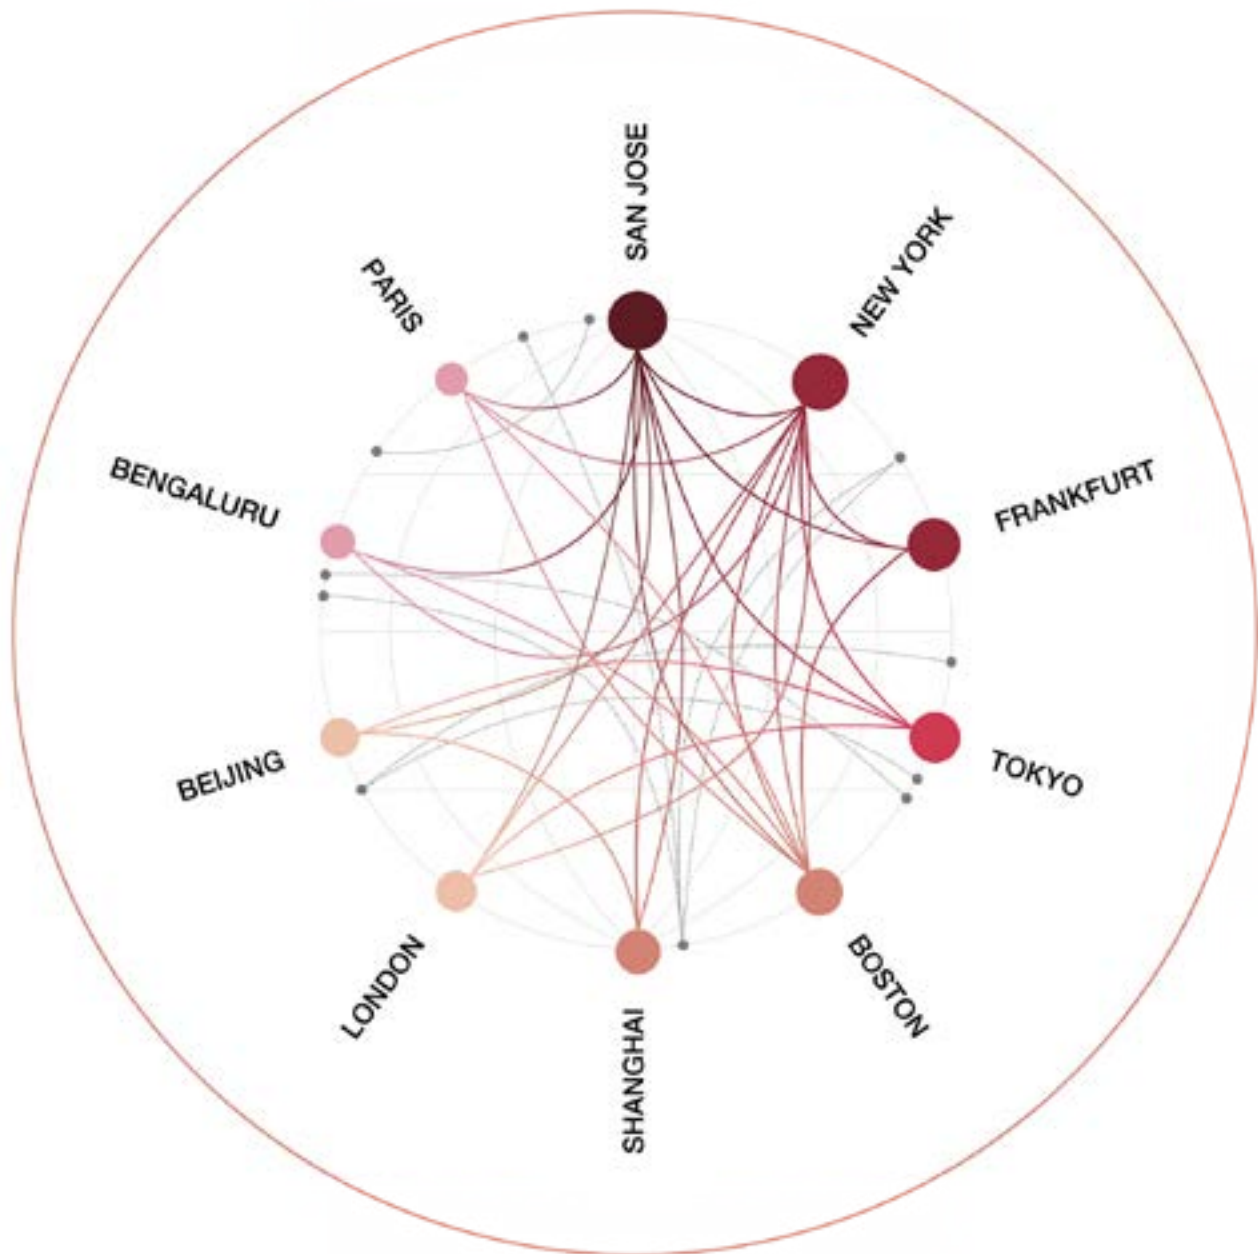 SAN JOSE
NEW YORK
FRANKFURT
TOKYO
BOSTON
SHANGHAI
LONDON
BEIJING
BENGALURU
PARIS